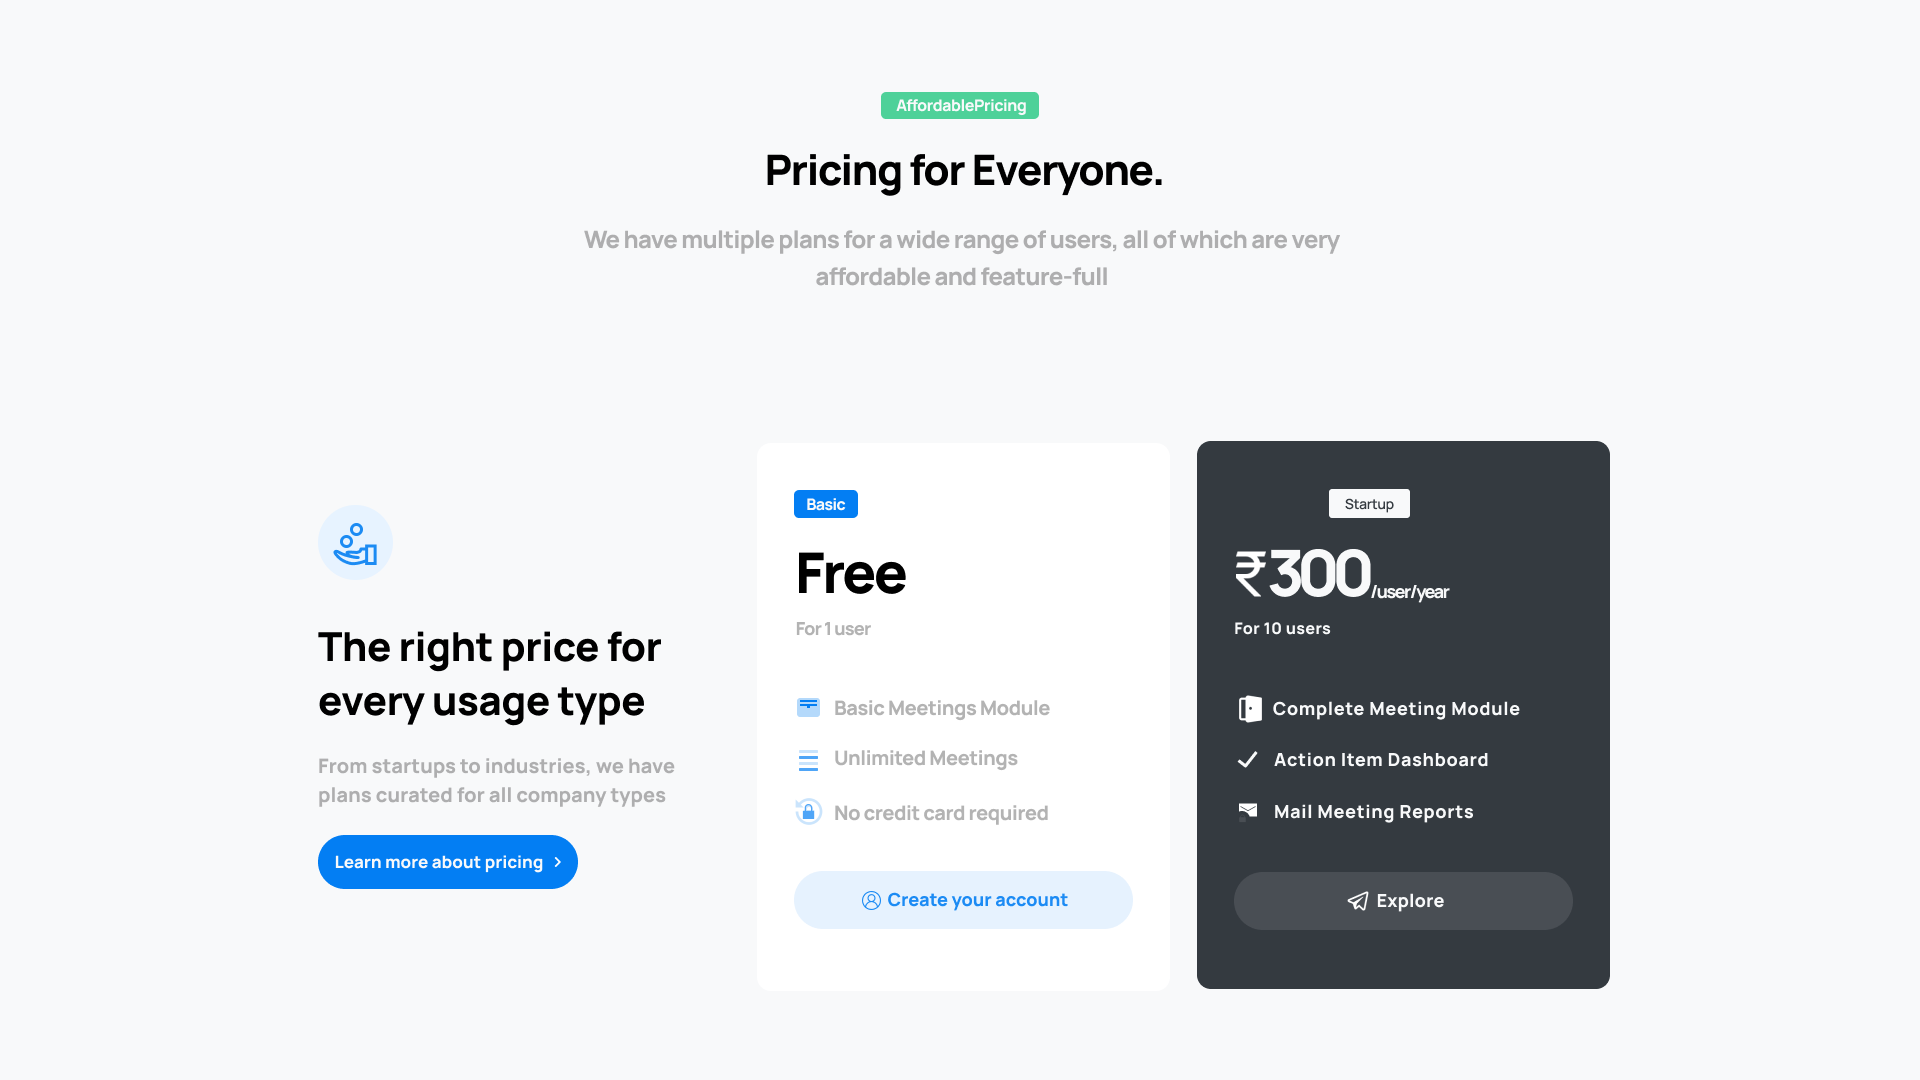 AffordablePricing
Pricing for Everyone.
We have multiple plans for a wide range of users, all of which are very
affordable and feature-full
The right price for
every usage type
From startups to industries, we have
plans curated for all company types
Learn more about pricing
Basic
Free
For 1 user
Basic Meetings Module
Unlimited Meetings
No credit card required
Create your account
Startup
₹300/user/year
For 10 users
Complete Meeting Module
Action Item Dashboard
Mail Meeting Reports
Explore